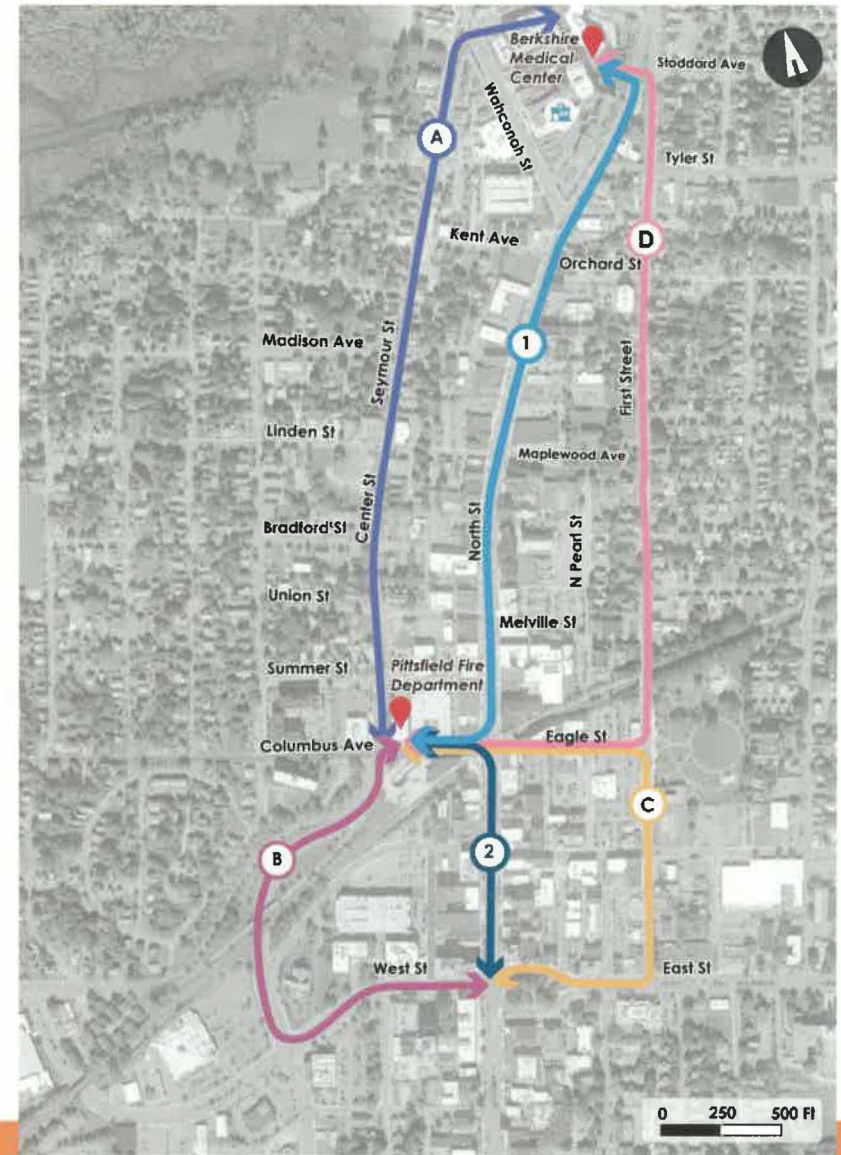 Berkshire
Medical
Center
Stoddard Ave
Wahconah St
A
Tyler St
Kent Ave
D
Orchard St
Madison Ave
Seymour St
1
First Street
Linden St
Maplewood Ave
Center St
North St
Bradford St
N Pearl St
Union St
Melville St
Summer St
Pittsfield Fire
Department
Columbus Ave
Eagle St
C
B
2
West St
East St
0 250 500 Ft